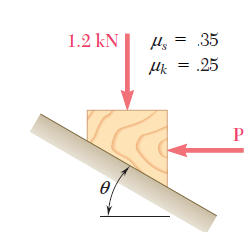 1.2 kN
μs = .35
μk = .25
P
θ